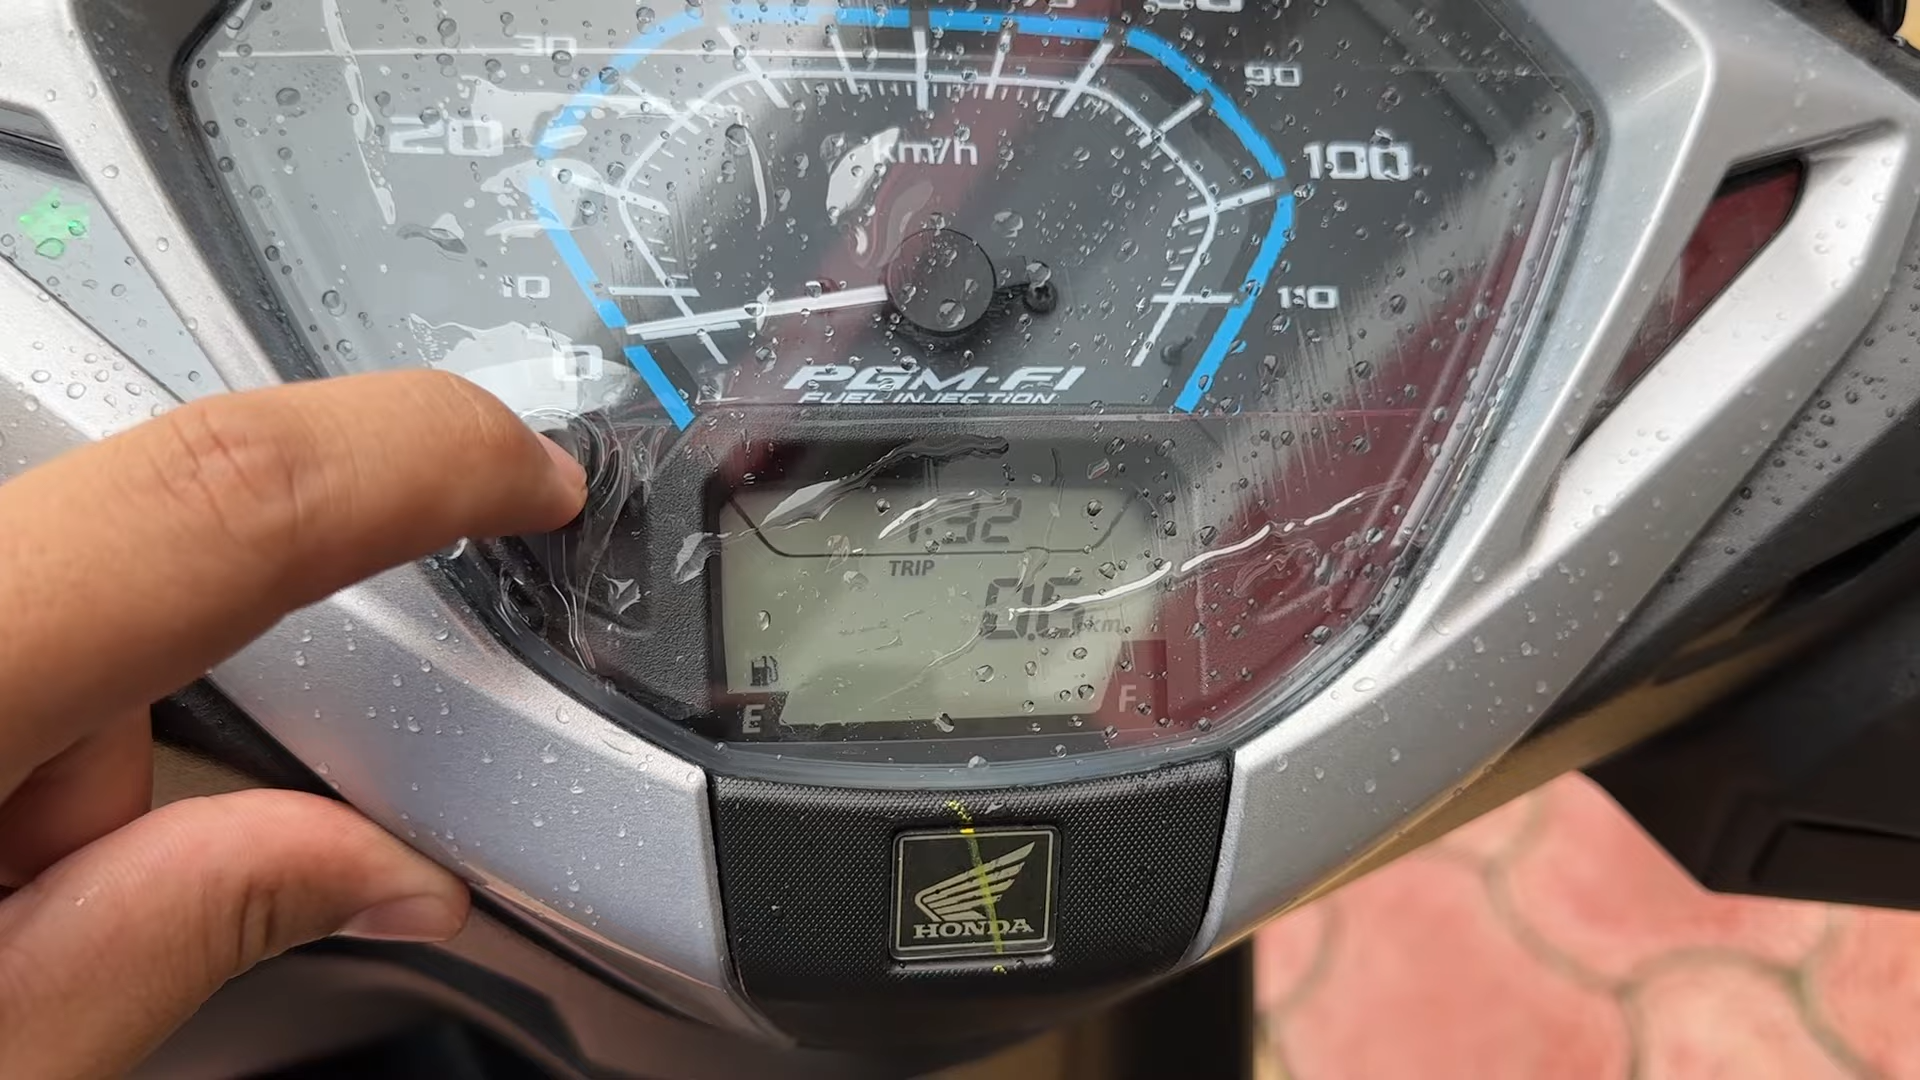 30
90
20
km/h
100
10
110
0
PGM-FI
FUEL INJECTION
1:32
TRIP
0.6 km
E
F
HONDA